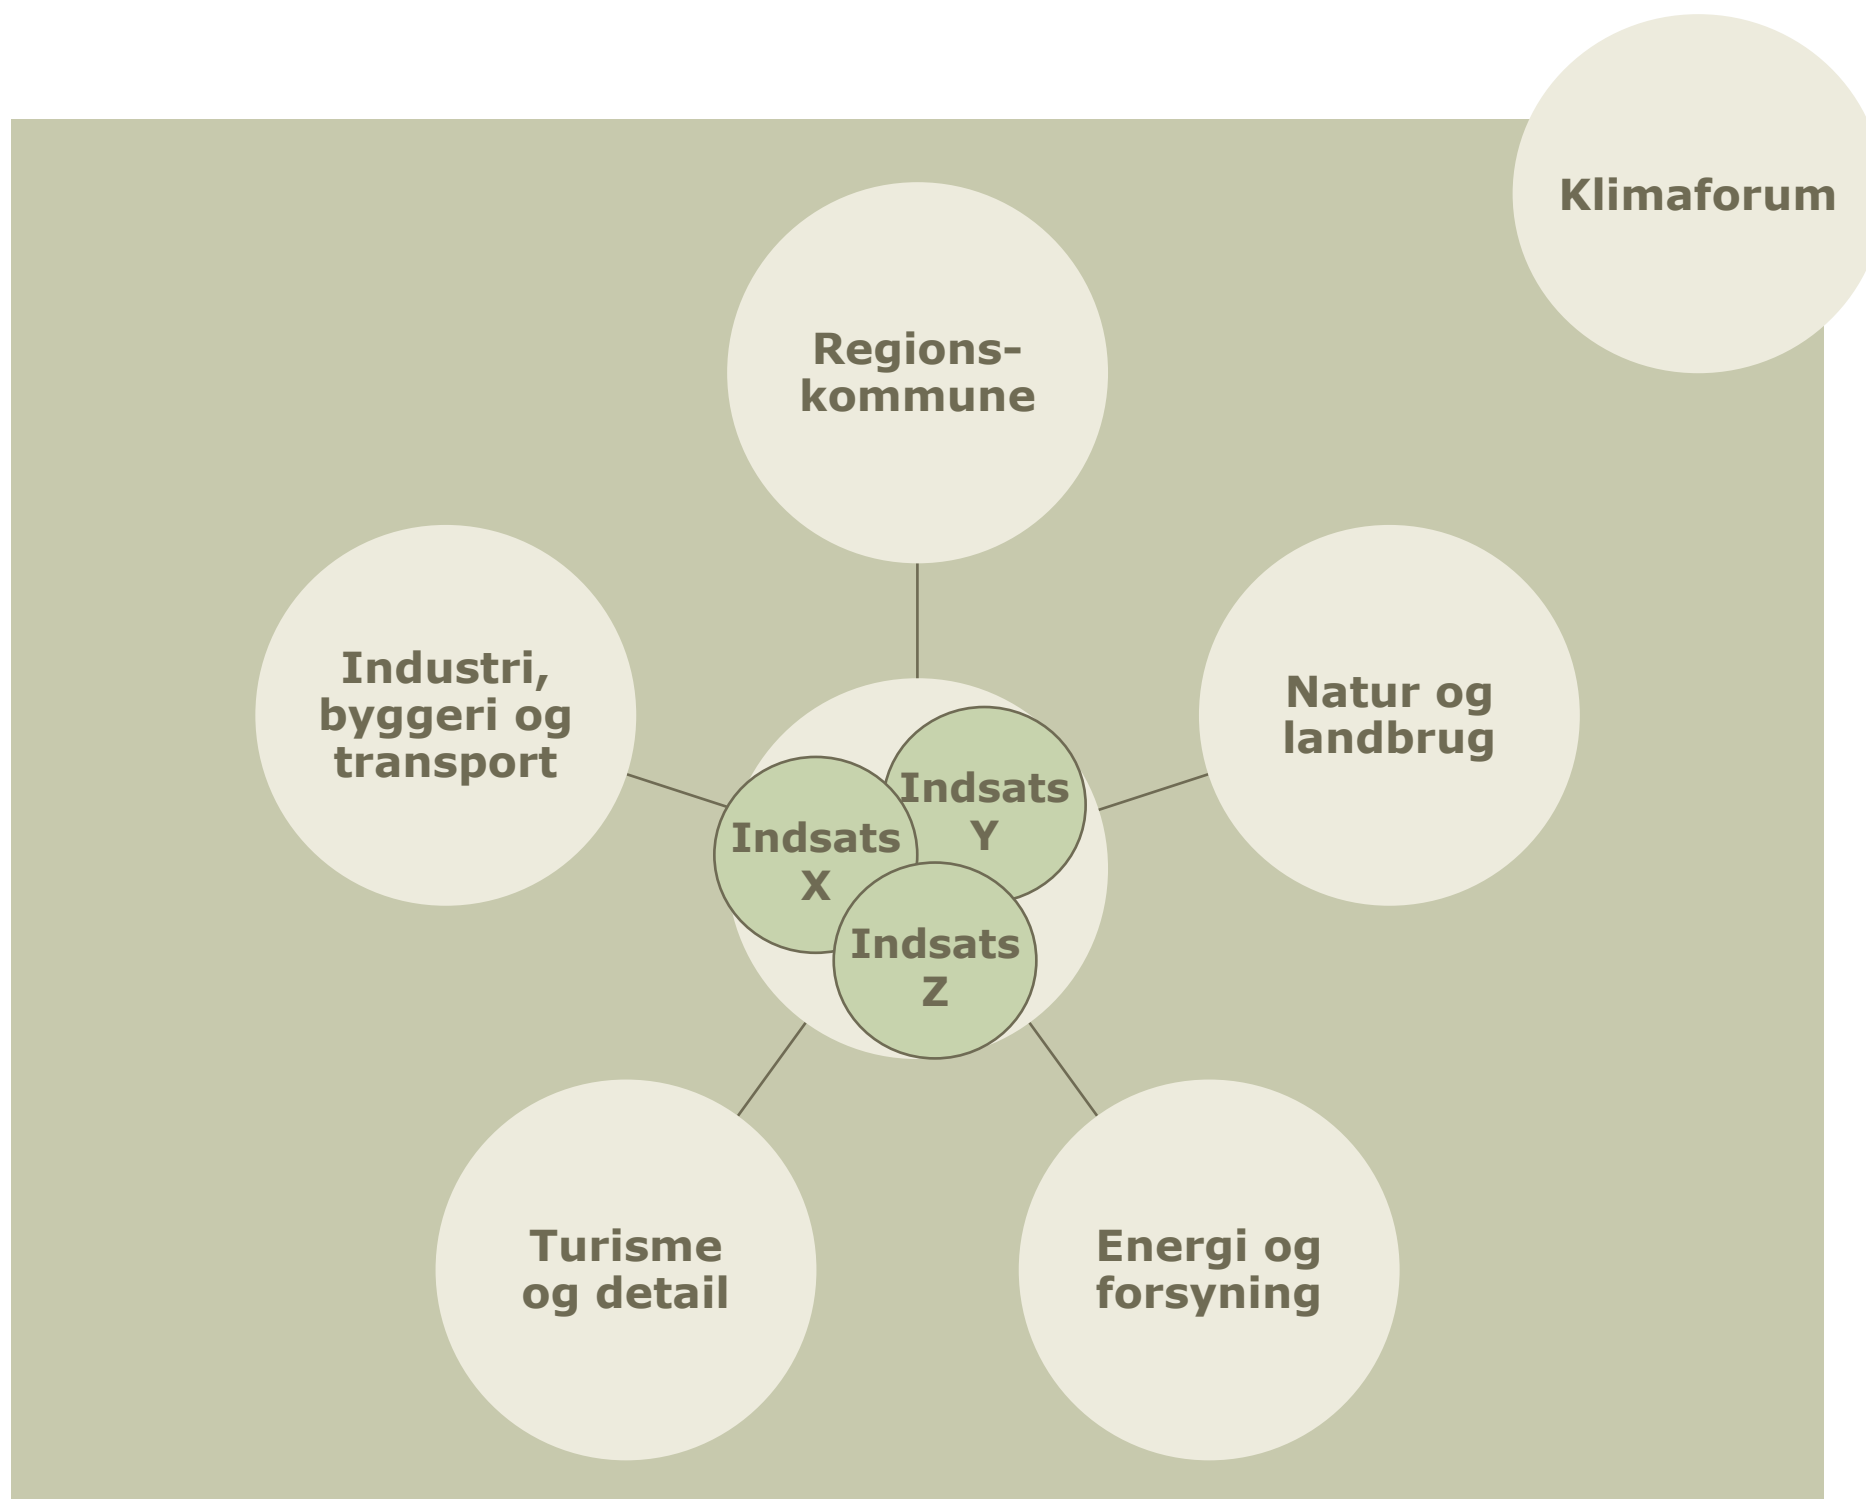 Klimaforum
Regions-
kommune
Industri,
byggeri og
transport
Natur og
landbrug
Indsats
Y
Indsats
X
Indsats
Z
Turisme
og detail
Energi og
forsyning